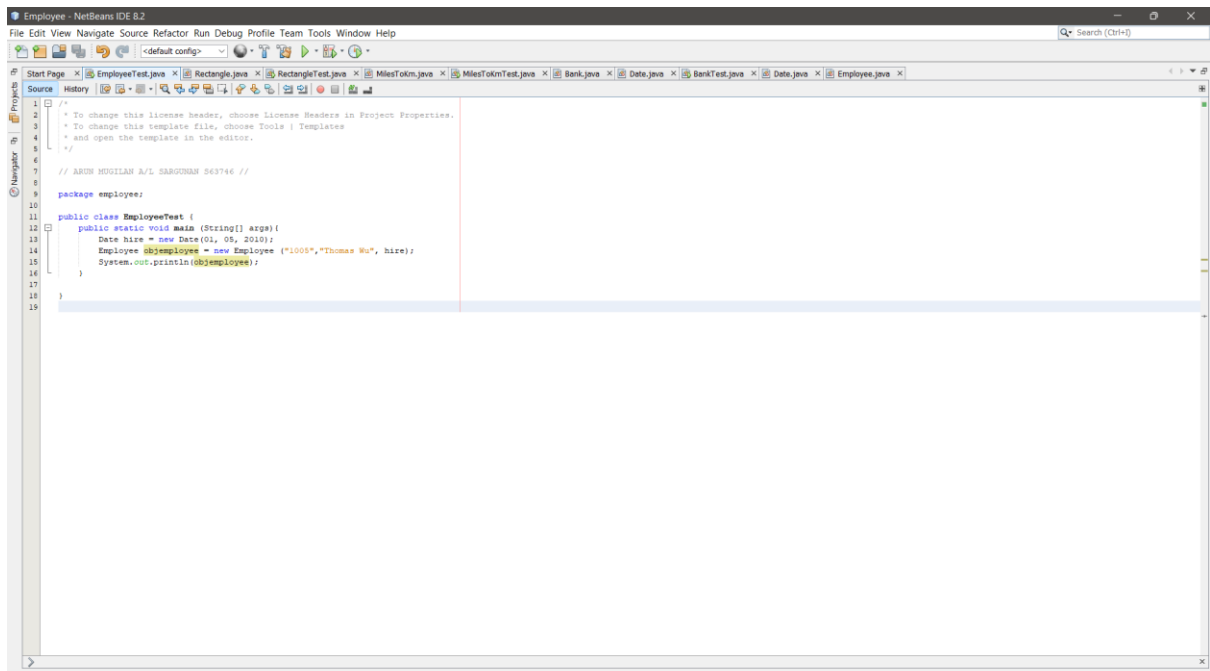 Employee - NetBeans IDE 8.2
File Edit View Navigate Source Refactor Run Debug Profile Team Tools Window Help
Search (Ctrl+I)
<default config>
Start Page EmployeeTest.java Rectangle.java RectangleTest.java MilesToKm.java MilesToKmTest.java Bank.java Date.java BankTest.java Date.java Employee.java
Source History
Projects
Navigator
1 /*
2 * To change this license header, choose License Headers in Project Properties.
3 * To change this template file, choose Tools | Templates
4 * and open the template in the editor.
5 */
6
7 // ARUN MUGILAN A/L SARGUNAN S63746 //
8
9 package employee;
10
11 public class EmployeeTest {
12 public static void main (String[] args){
13 Date hire = new Date(01, 05, 2010);
14 Employee objemployee = new Employee ("1005","Thomas Wu", hire);
15 System.out.println(objemployee);
16 }
17
18 }
19